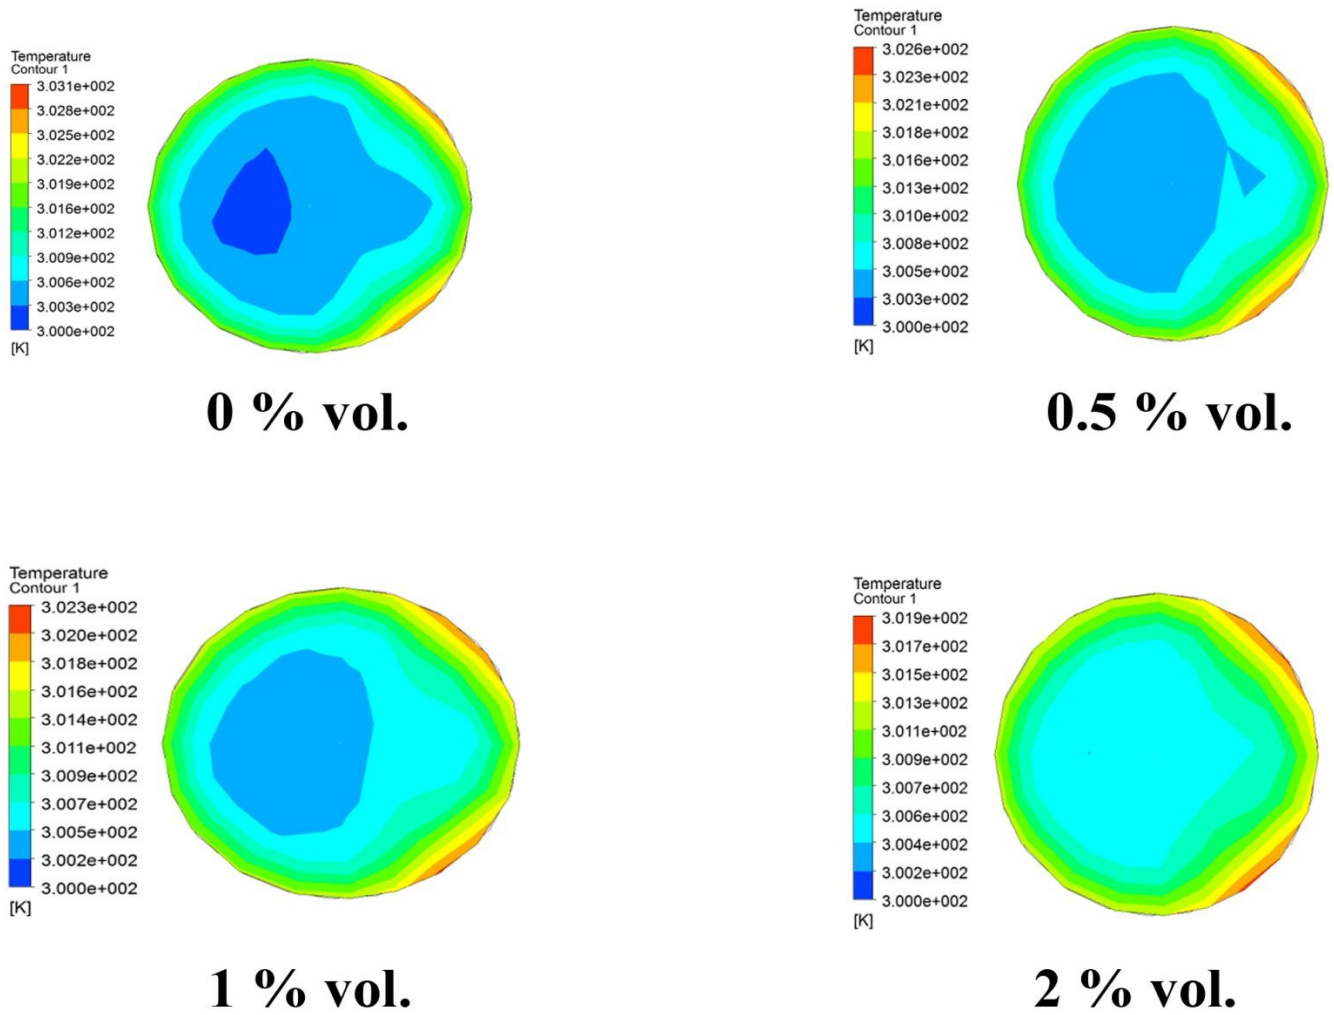 Temperature
Contour 1
3.031e+002
3.028e+002
3.025e+002
3.022e+002
3.019e+002
3.016e+002
3.012e+002
3.009e+002
3.006e+002
3.003e+002
3.000e+002
[K]
0 % vol.
Temperature
Contour 1
3.026e+002
3.023e+002
3.021e+002
3.018e+002
3.016e+002
3.013e+002
3.010e+002
3.008e+002
3.005e+002
3.003e+002
3.000e+002
[K]
0.5 % vol.
Temperature
Contour 1
3.023e+002
3.020e+002
3.018e+002
3.016e+002
3.014e+002
3.011e+002
3.009e+002
3.007e+002
3.005e+002
3.002e+002
3.000e+002
[K]
1 % vol.
Temperature
Contour 1
3.019e+002
3.017e+002
3.015e+002
3.013e+002
3.011e+002
3.009e+002
3.007e+002
3.006e+002
3.004e+002
3.002e+002
3.000e+002
[K]
2 % vol.